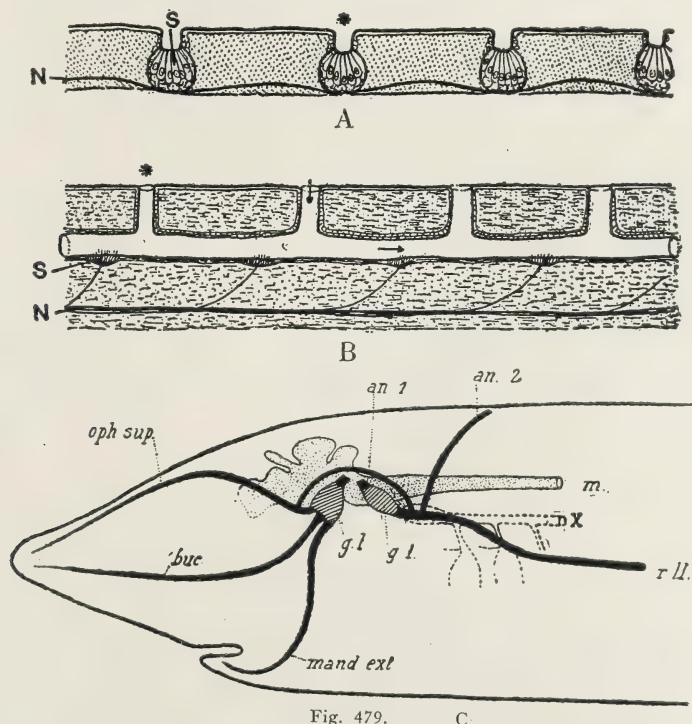 S *
N
A
*
S
N
B
an. 1 an. 2
oph sup.
m.
n X
g. l g l.
buc
r ll.
mand ext
Fig. 479. C